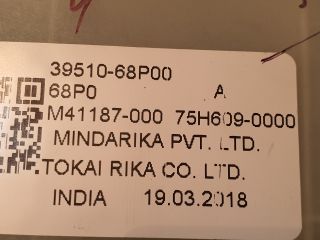 39510-68P00
68P0 A
M41187-000 75H609-0000
MINDARIKA PVT. LTD.
TOKAI RIKA CO. LTD.
INDIA 19.03.2018